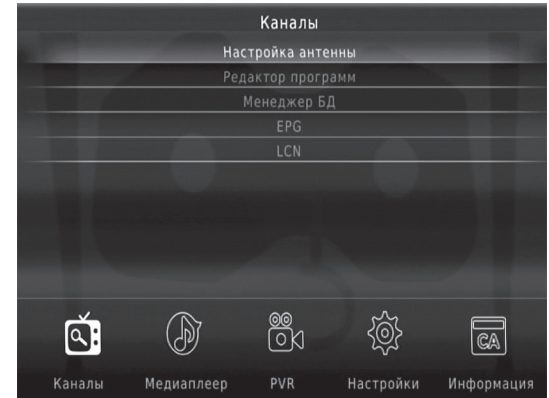 Каналы
Настройка антенны
Редактор программ
Менеджер БД
EPG
LCN
CA
Каналы Медиаплеер PVR Настройки Информация